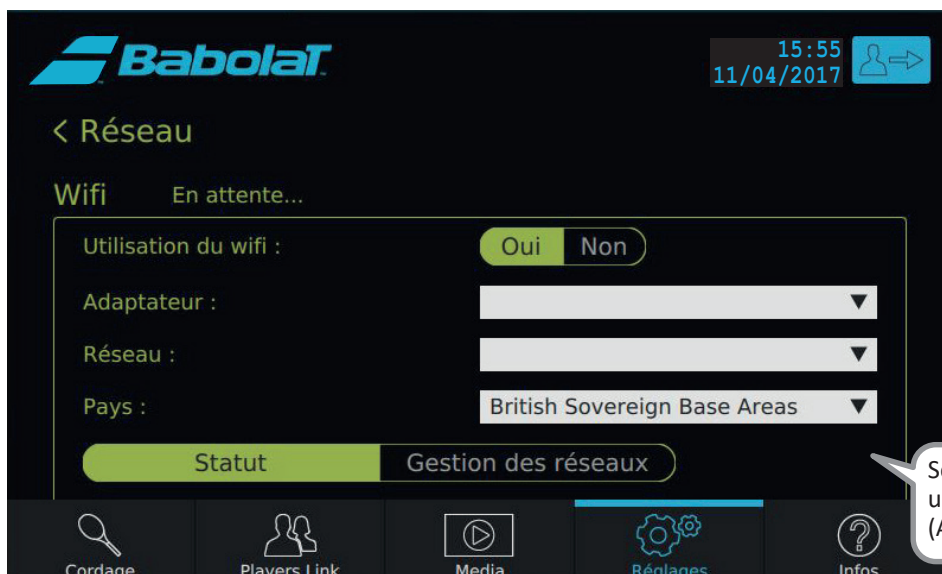 BabolaT
15:55
11/04/2017
< Réseau
Wifi En attente...
Utilisation du wifi : Oui Non
Adaptateur :
Réseau :
Pays : British Sovereign Base Areas
Statut Gestion des réseaux
Cordage Players Link Media Réglages Infos